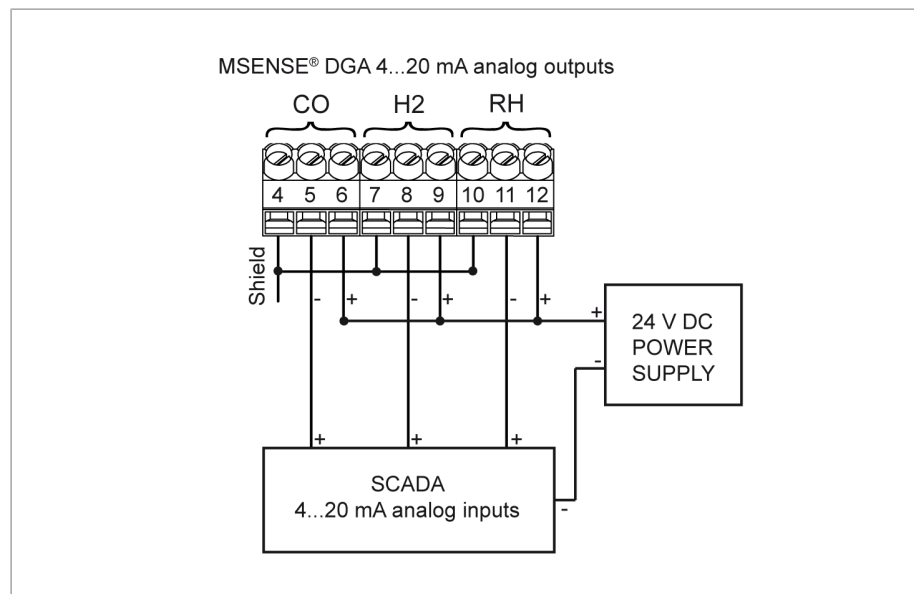 MSENSE® DGA 4...20 mA analog outputs
CO H2 RH
4 5 6 7 8 9 10 11 12
Shield
- + - + - +
+ 24 V DC
POWER
- SUPPLY
+ + +
SCADA
4...20 mA analog inputs
-